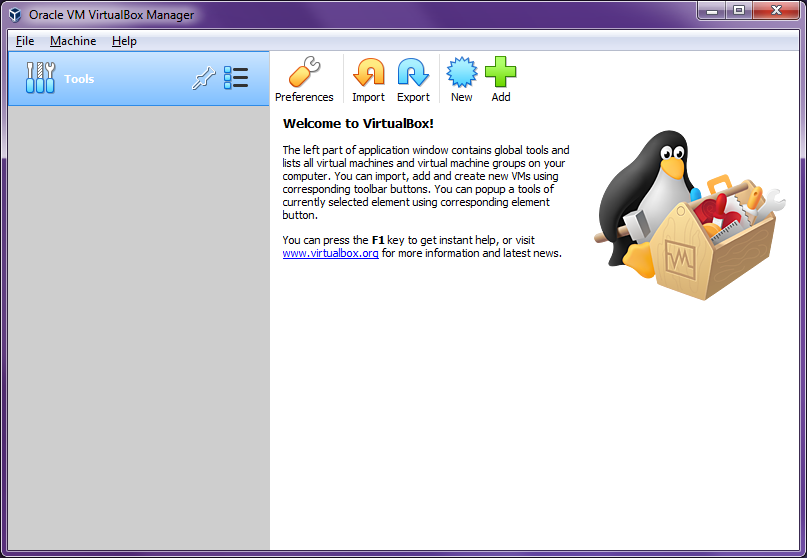 Oracle VM VirtualBox Manager
File Machine Help
Tools
Preferences Import Export New Add
Welcome to VirtualBox!
The left part of application window contains global tools and
lists all virtual machines and virtual machine groups on your
computer. You can import, add and create new VMs using
corresponding toolbar buttons. You can popup a tools of
currently selected element using corresponding element
button.
You can press the F1 key to get instant help, or visit
www.virtualbox.org for more information and latest news.